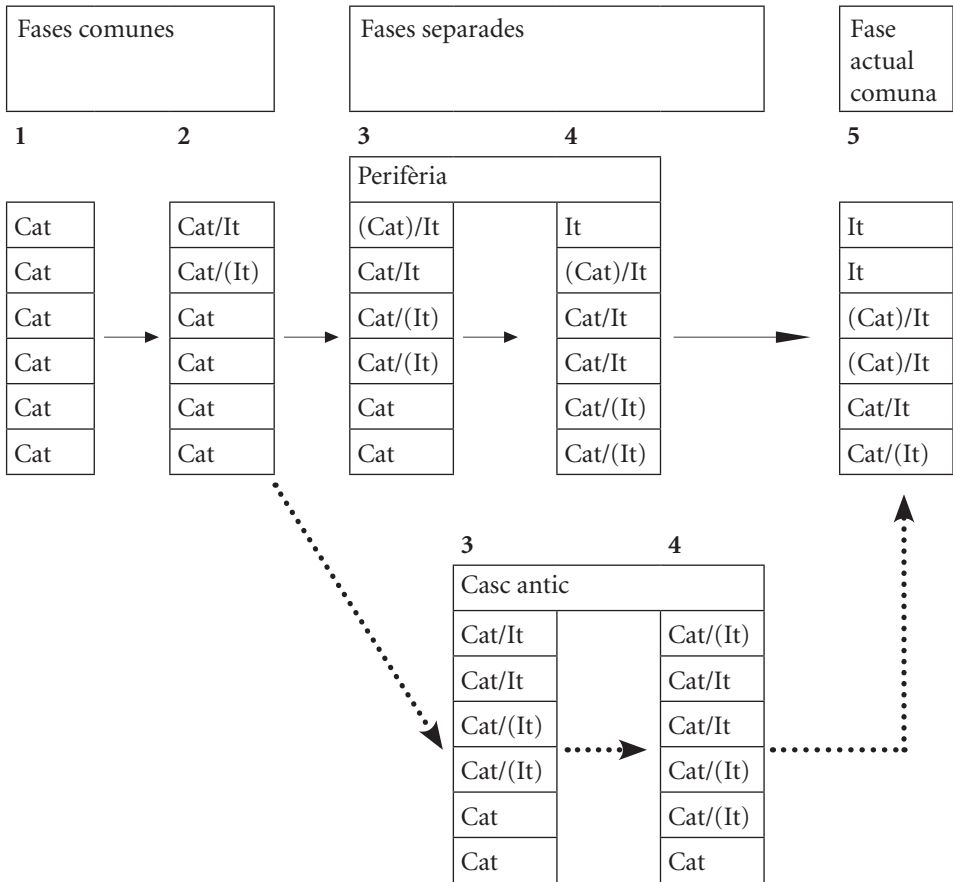 Fases comunes
Fases separades
Fase
actual
comuna
1
2
3
4
5
Perifèria
Cat
Cat
Cat
Cat
Cat
Cat
Cat/It
Cat/(It)
Cat
Cat
Cat
Cat
(Cat)/It
Cat/It
Cat/(It)
Cat/(It)
Cat
Cat
It
(Cat)/It
Cat/It
Cat/It
Cat/(It)
Cat/(It)
It
It
(Cat)/It
(Cat)/It
Cat/It
Cat/(It)
3
4
Casc antic
Cat/It
Cat/It
Cat/(It)
Cat/(It)
Cat
Cat
Cat/(It)
Cat/It
Cat/It
Cat/(It)
Cat/(It)
Cat